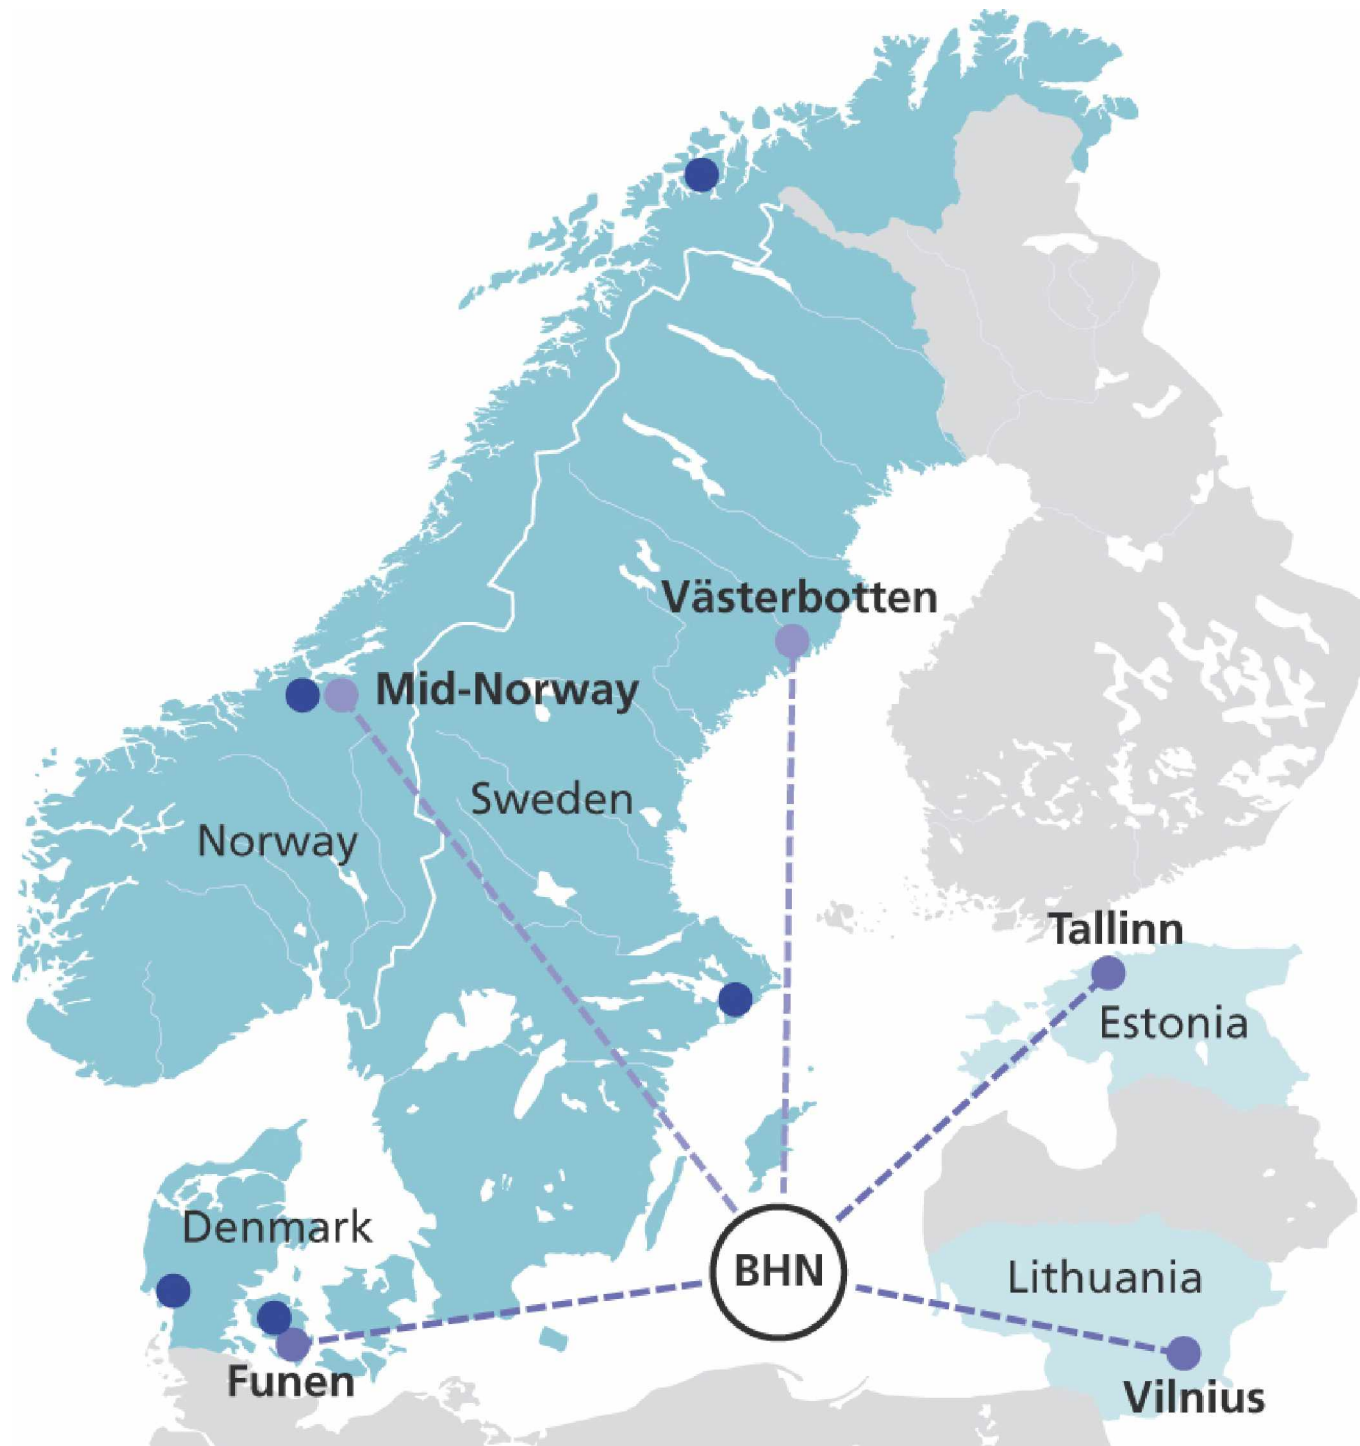 Västerbotten
Mid-Norway
Sweden
Norway
Tallinn
Estonia
Denmark
BHN
Lithuania
Funen
Vilnius